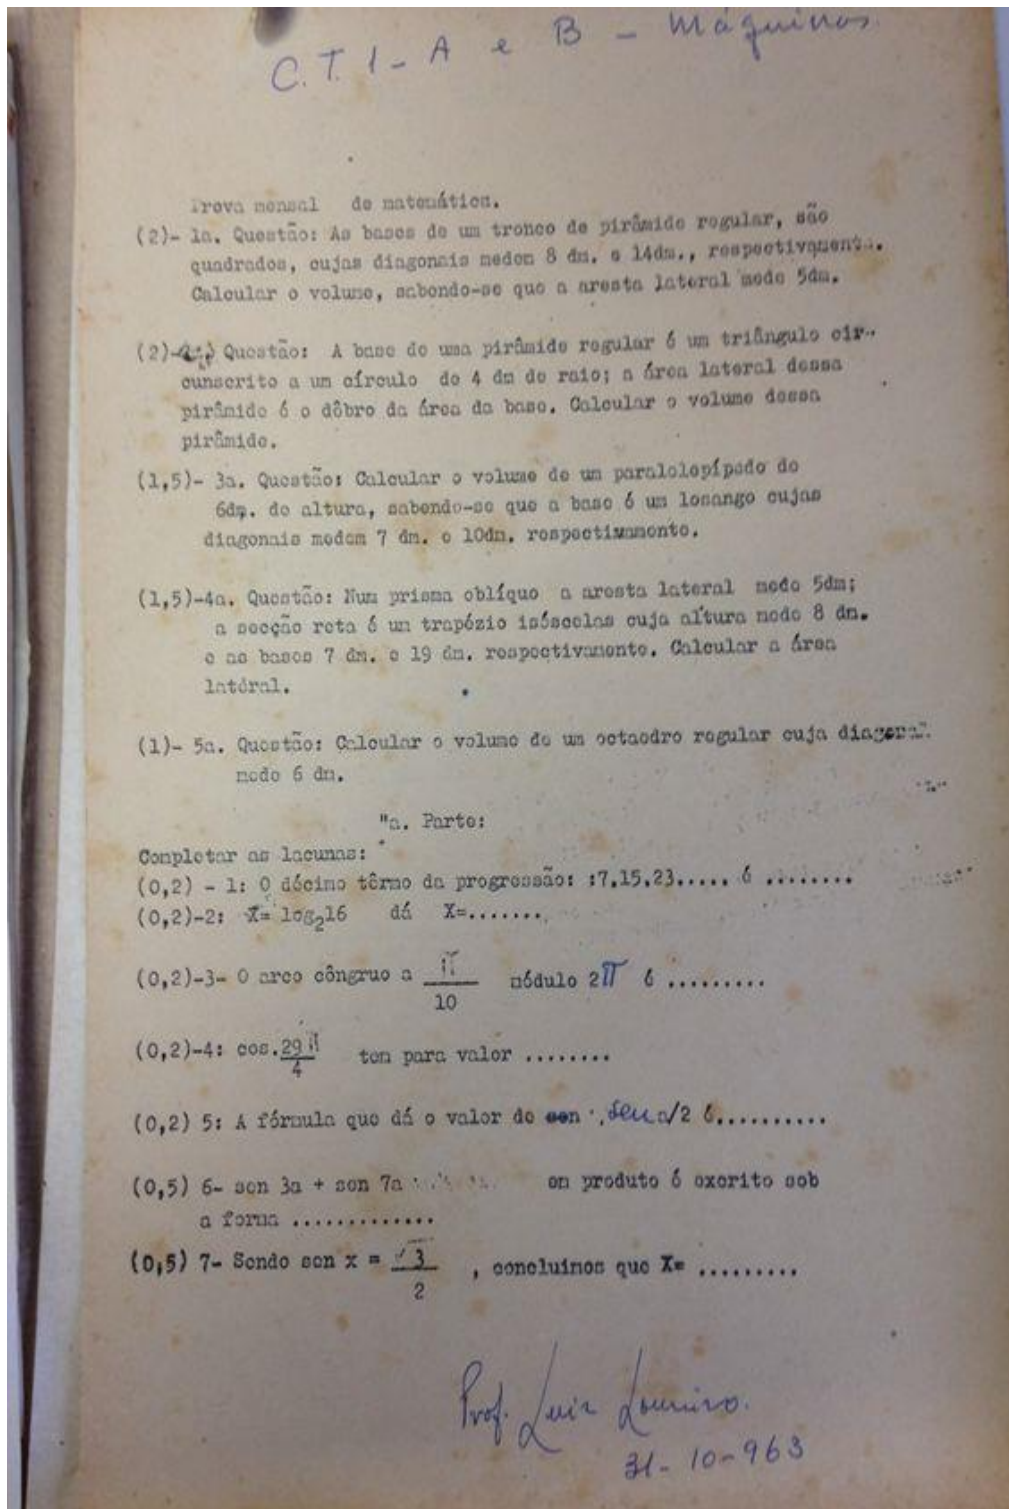 C.T. 1 - A e B - Máquinas.
Prova mensal de matemática.
(2)- 1a. Questão: As bases de um tronco de pirâmide regular, são
quadrados, cujas diagonais medem 8 dm. e 14dm., respectivamente.
Calcular o volume, sabendo-se que a aresta lateral mede 5dm.
(2)- Questão: A base de uma pirâmide regular é um triângulo cir-
cunscrito a um círculo de 4 dm de raio; a área lateral dessa
pirâmide é o dôbro da área da base. Calcular o volume dessa
pirâmide.
(1,5)- 3a. Questão: Calcular o volume de um paralelepípedo de
6dm. de altura, sabendo-se que a base é um losango cujas
diagonais medem 7 dm. e 10dm. respectivamente.
(1,5)-4a. Questão: Num prisma oblíquo a aresta lateral mede 5dm;
a secção reta é um trapézio isósceles cuja altura mede 8 dm.
e as bases 7 dm. e 19 dm. respectivamente. Calcular a área
lateral.
(1)- 5a. Questão: Calcular o volume de um octaedro regular cuja diagonal
mede 6 dm.
"a. Parte:
Completar as lacunas:
(0,2) - 1: O décimo têrmo da progressão: :7.15.23..... é ........
(0,2)-2: X= log₂16 dá X=.......
(0,2)-3- O arco côngruo a π/10 módulo 2π é .........
(0,2)-4: cos.29π/4 tem para valor ........
(0,2) 5: A fórmula que dá o valor de sen a/2 é..........
(0,5) 6- sen 3a + sen 7a em produto é exerito sob
a forma .............
(0,5) 7- Sendo sen x = √3/2 , concluimos que X= .........
Prof. Luiz Loureiro.
31-10-963